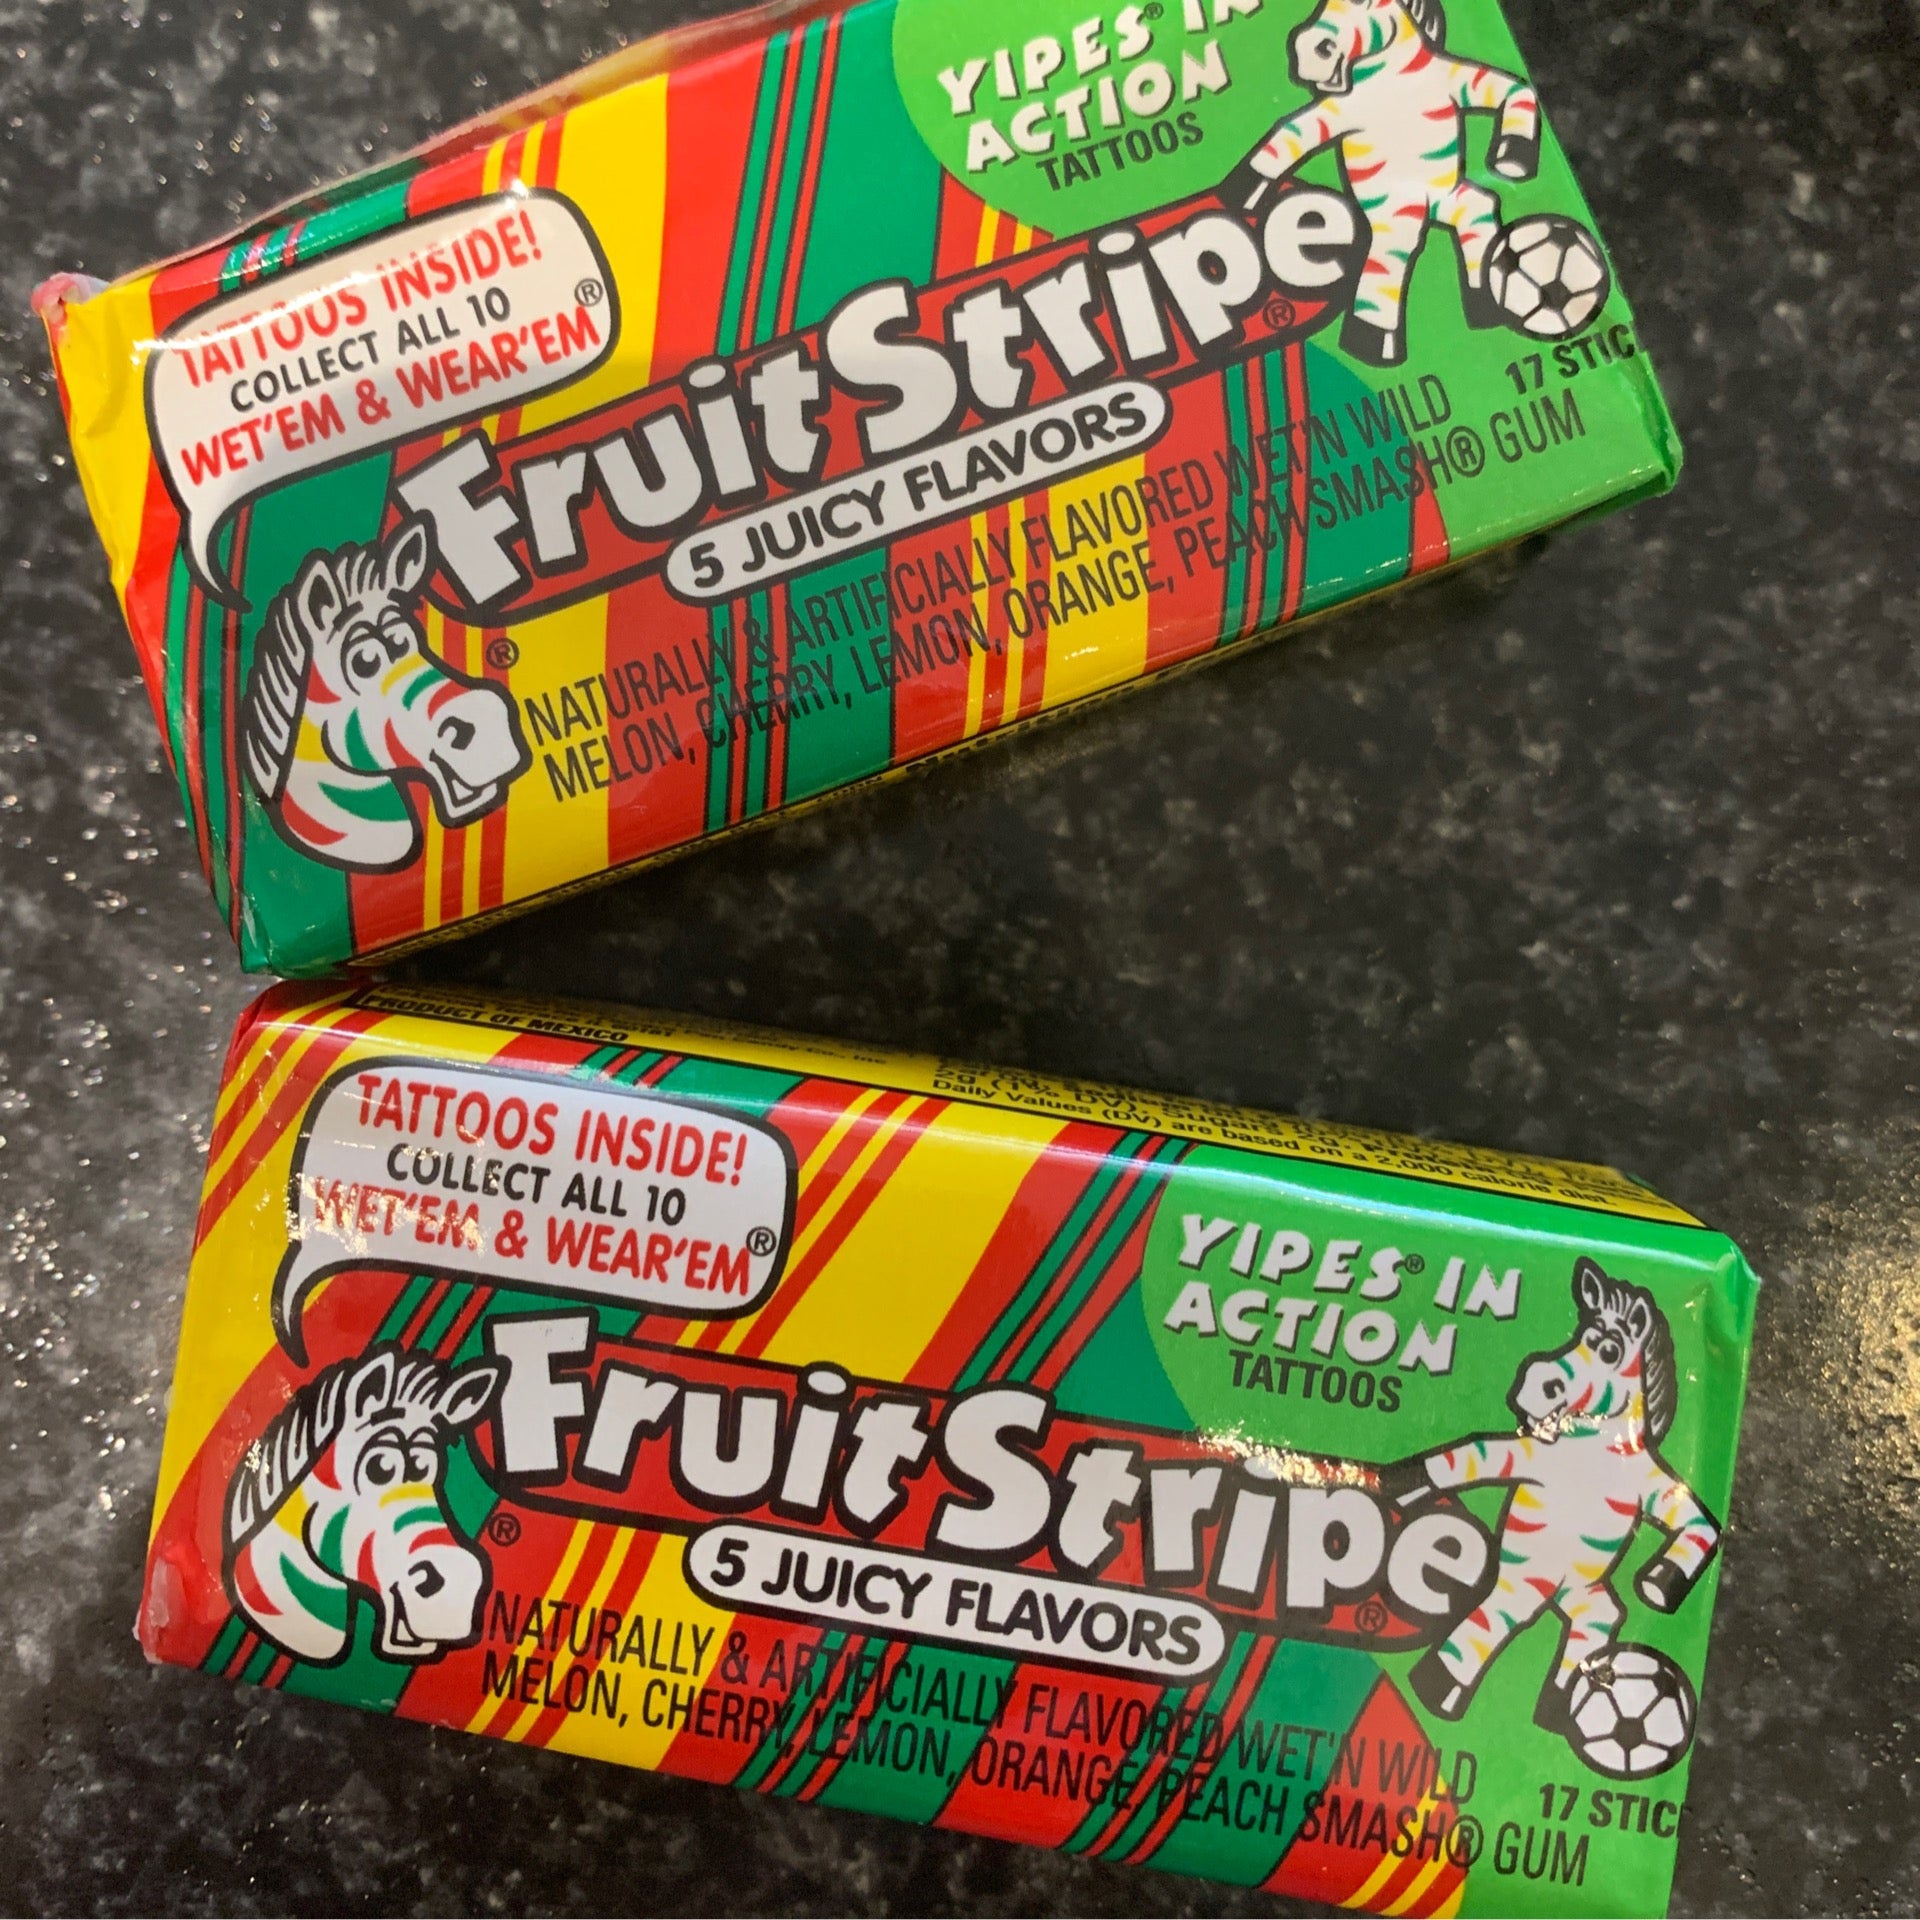 YIPES® IN
ACTION
TATTOOS
TATTOOS INSIDE!
COLLECT ALL 10
WET'EM & WEAR'EM®
FruitStripe®
5 JUICY FLAVORS
17 STIC
®
NATURALLY & ARTIFICIALLY FLAVORED WET'N WILD
MELON, CHERRY, LEMON, ORANGE, PEACH SMASH® GUM
PRODUCT OF MEXICO
Daily Values (DV) are based on a 2,000 calorie diet.
TATTOOS INSIDE!
COLLECT ALL 10
WET'EM & WEAR'EM®
YIPES® IN
ACTION
TATTOOS
FruitStripe®
5 JUICY FLAVORS
®
NATURALLY & ARTIFICIALLY FLAVORED WET'N WILD
MELON, CHERRY, LEMON, ORANGE, PEACH SMASH® GUM
17 STIC